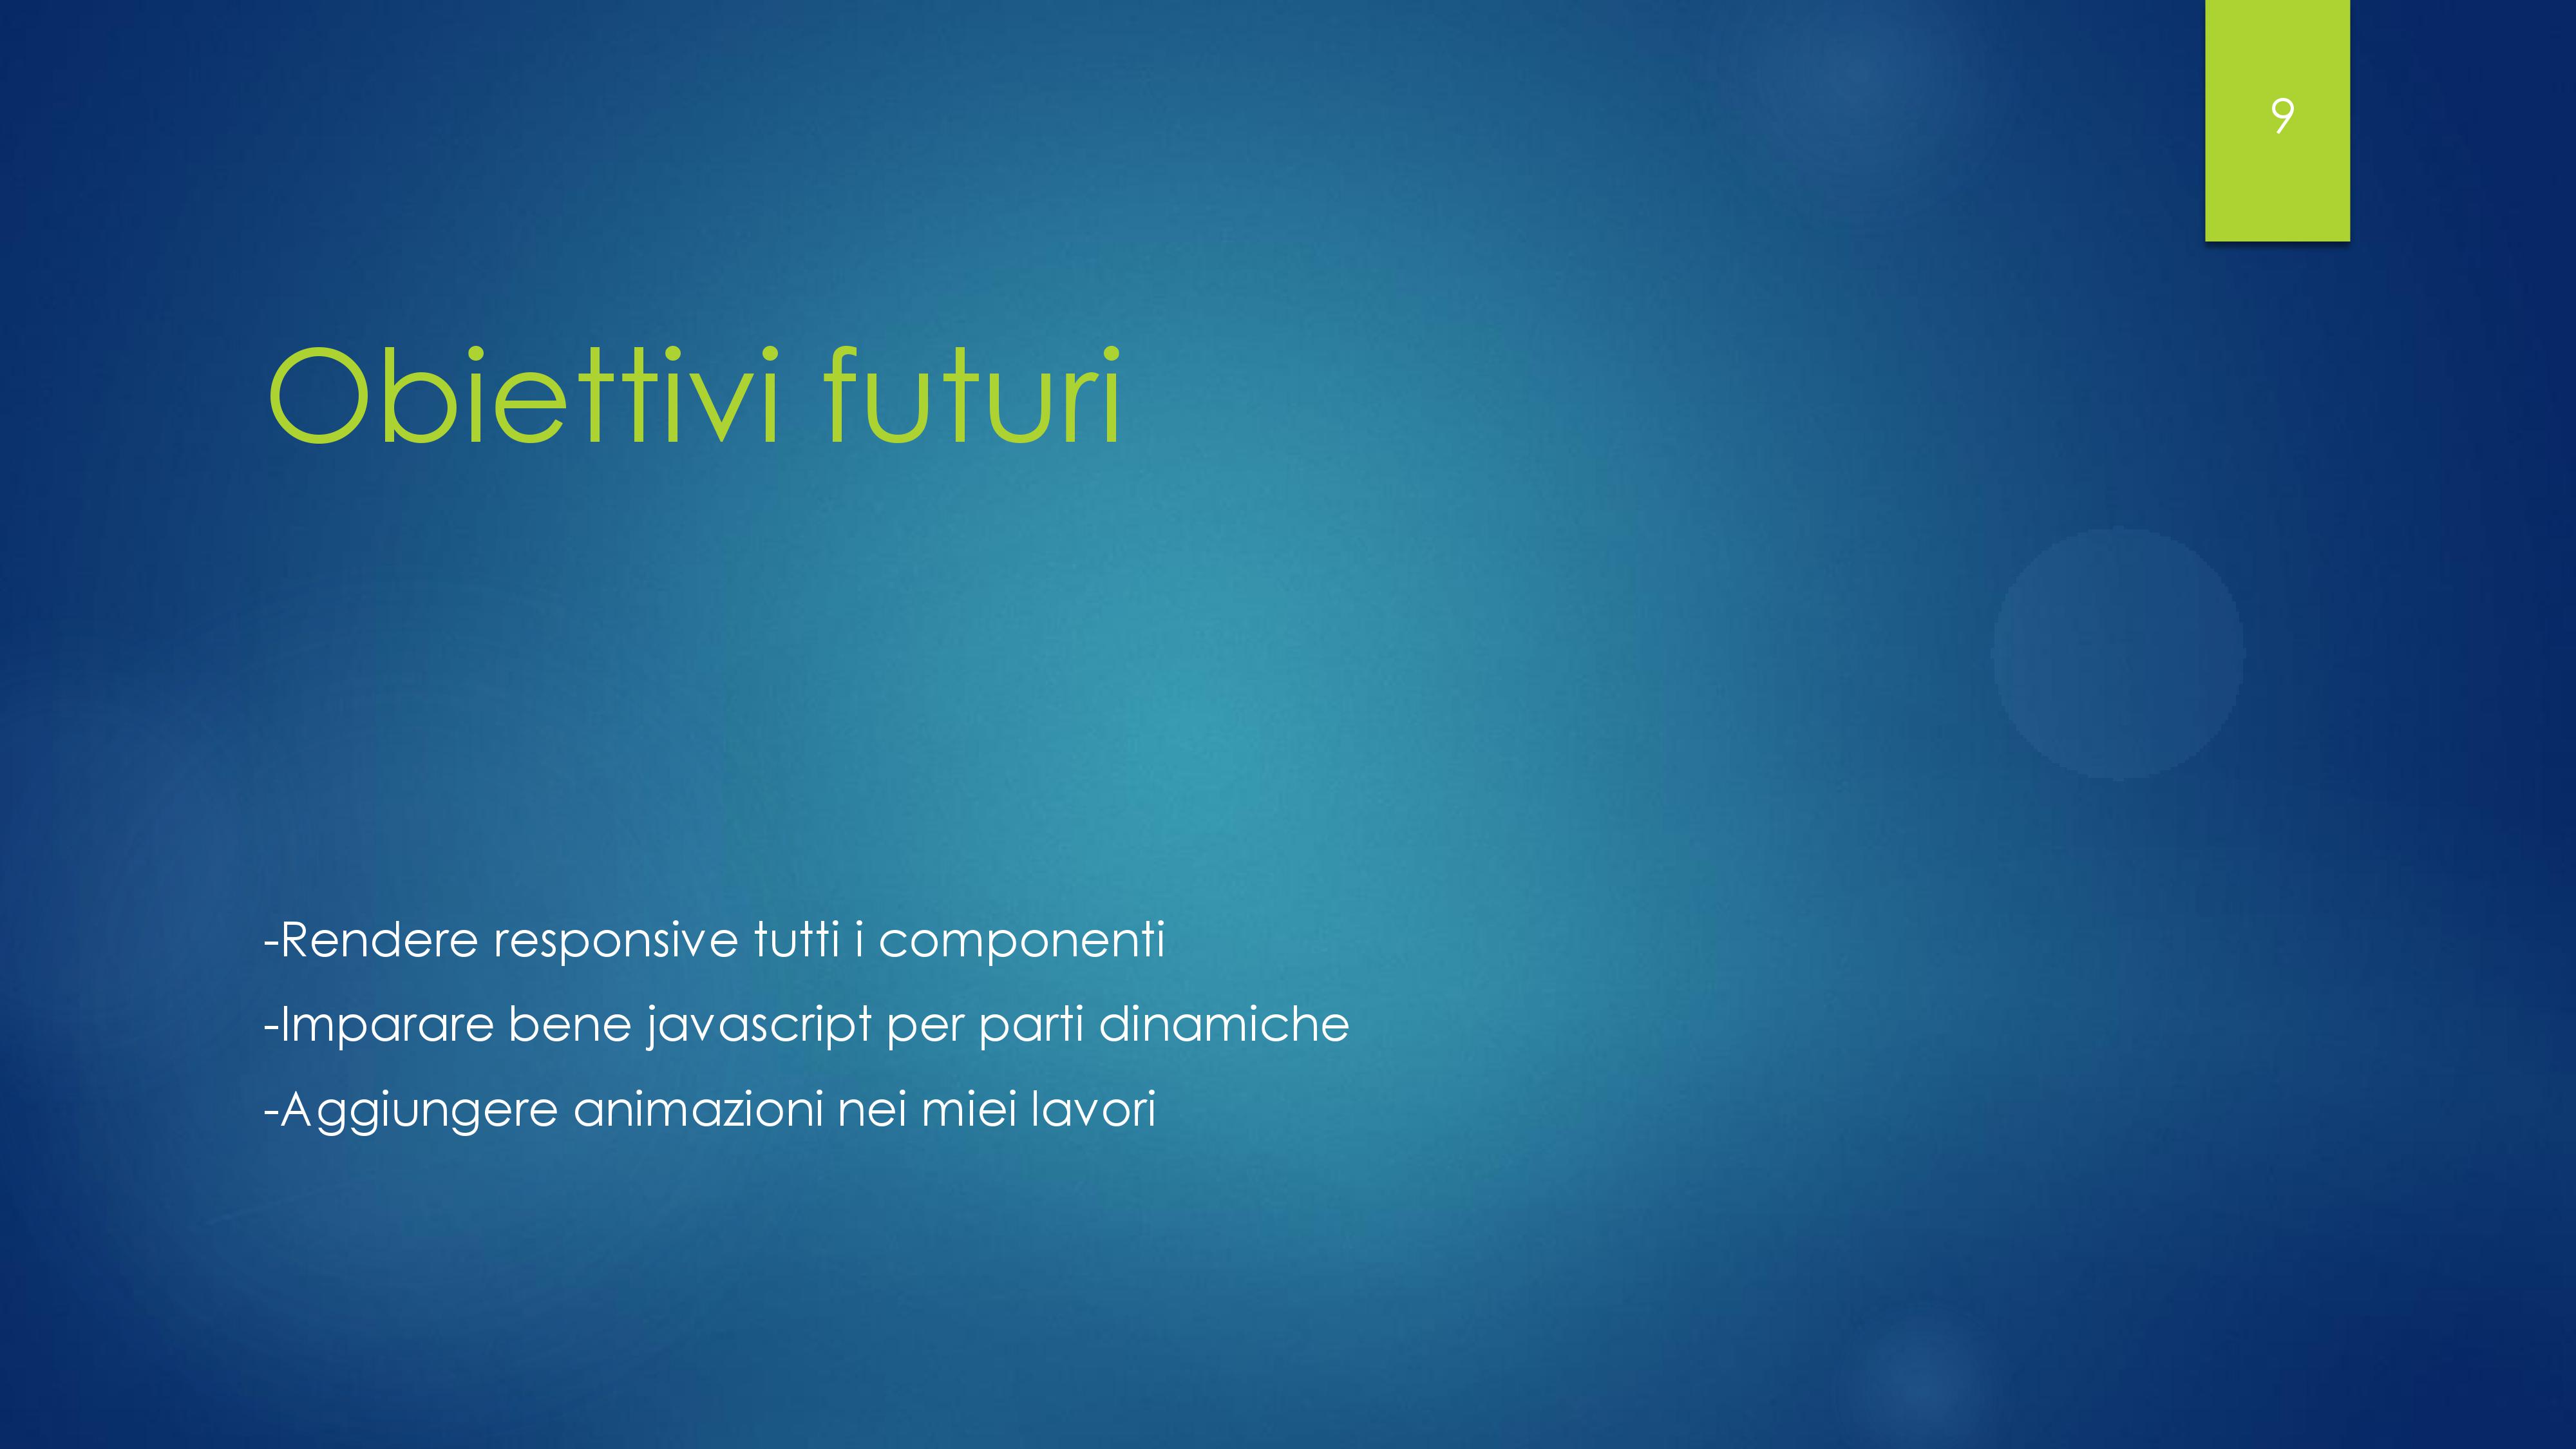 9
Obiettivi futuri
-Rendere responsive tutti i componenti
-Imparare bene javascript per parti dinamiche
-Aggiungere animazioni nei miei lavori